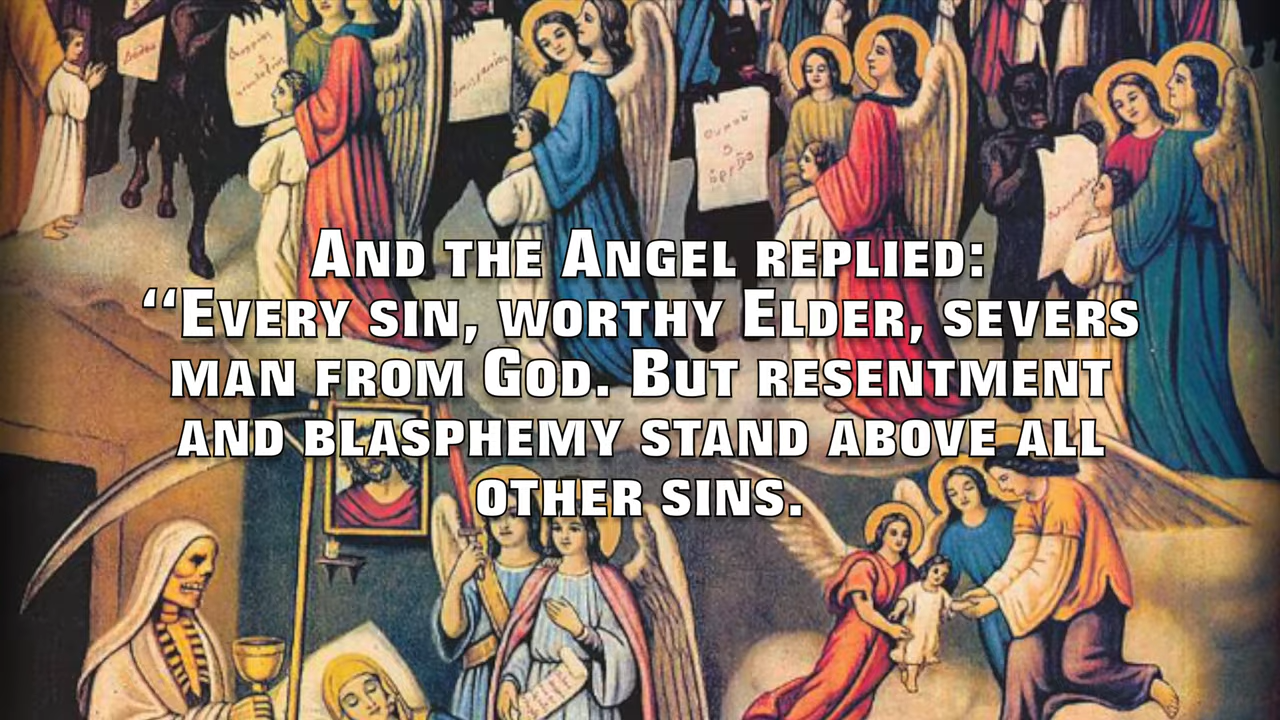 AND THE ANGEL REPLIED:
“EVERY SIN, WORTHY ELDER, SEVERS
MAN FROM GOD. BUT RESENTMENT
AND BLASPHEMY STAND ABOVE ALL
OTHER SINS.